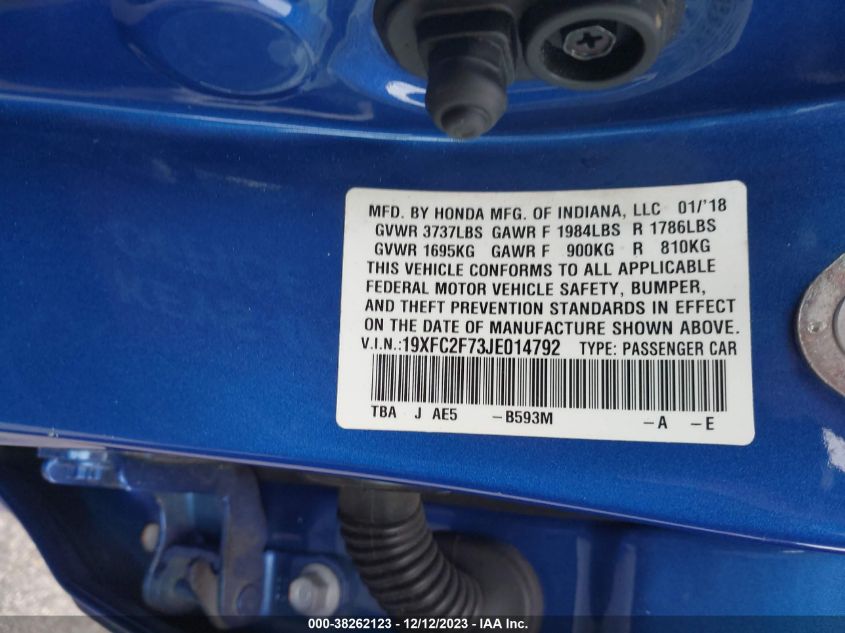 MFD. BY HONDA MFG. OF INDIANA, LLC 01/'18
GVWR 3737LBS GAWR F 1984LBS R 1786LBS
GVWR 1695KG GAWR F 900KG R 810KG
THIS VEHICLE CONFORMS TO ALL APPLICABLE
FEDERAL MOTOR VEHICLE SAFETY, BUMPER,
AND THEFT PREVENTION STANDARDS IN EFFECT
ON THE DATE OF MANUFACTURE SHOWN ABOVE.
V.I.N.:19XFC2F73JE014792 TYPE: PASSENGER CAR
TBA J AE5 –B593M –A –E
000-38262123 - 12/12/2023 - IAA Inc.